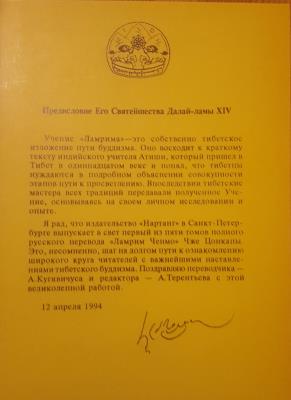 Предисловие Его Святейшества Далай-ламы XIV
Учение «Ламрима»—это собственно тибетское
изложение пути буддизма. Оно восходит к краткому
тексту индийского учителя Атиши, который пришел в
Тибет в одиннадцатом веке и понял, что тибетцы
нуждаются в подробном объяснении совокупности
этапов пути к просветлению. Впоследствии тибетские
мастера всех традиций передавали полученное Уче-
ние, основываясь на своем личном исследовании и
опыте.
Я рад, что издательство «Нартанг» в Санкт-Петер-
бурге выпускает в свет первый из пяти томов полного
русского перевода «Ламрим Ченмо» Чже Цонкапы.
Это, несомненно, шаг на долгом пути к ознакомлению
широкого круга читателей с важнейшими наставле-
ниями тибетского буддизма. Поздравляю переводчика —
А.Кугявичуса и редактора — А.Терентьева с этой
великолепной работой.
12 апреля 1994